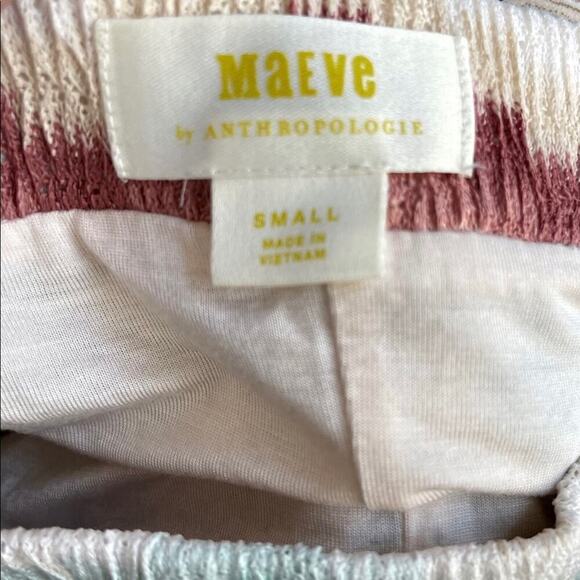 MaEVe
by ANTHROPOLOGIE
SMALL
MADE IN
VIETNAM